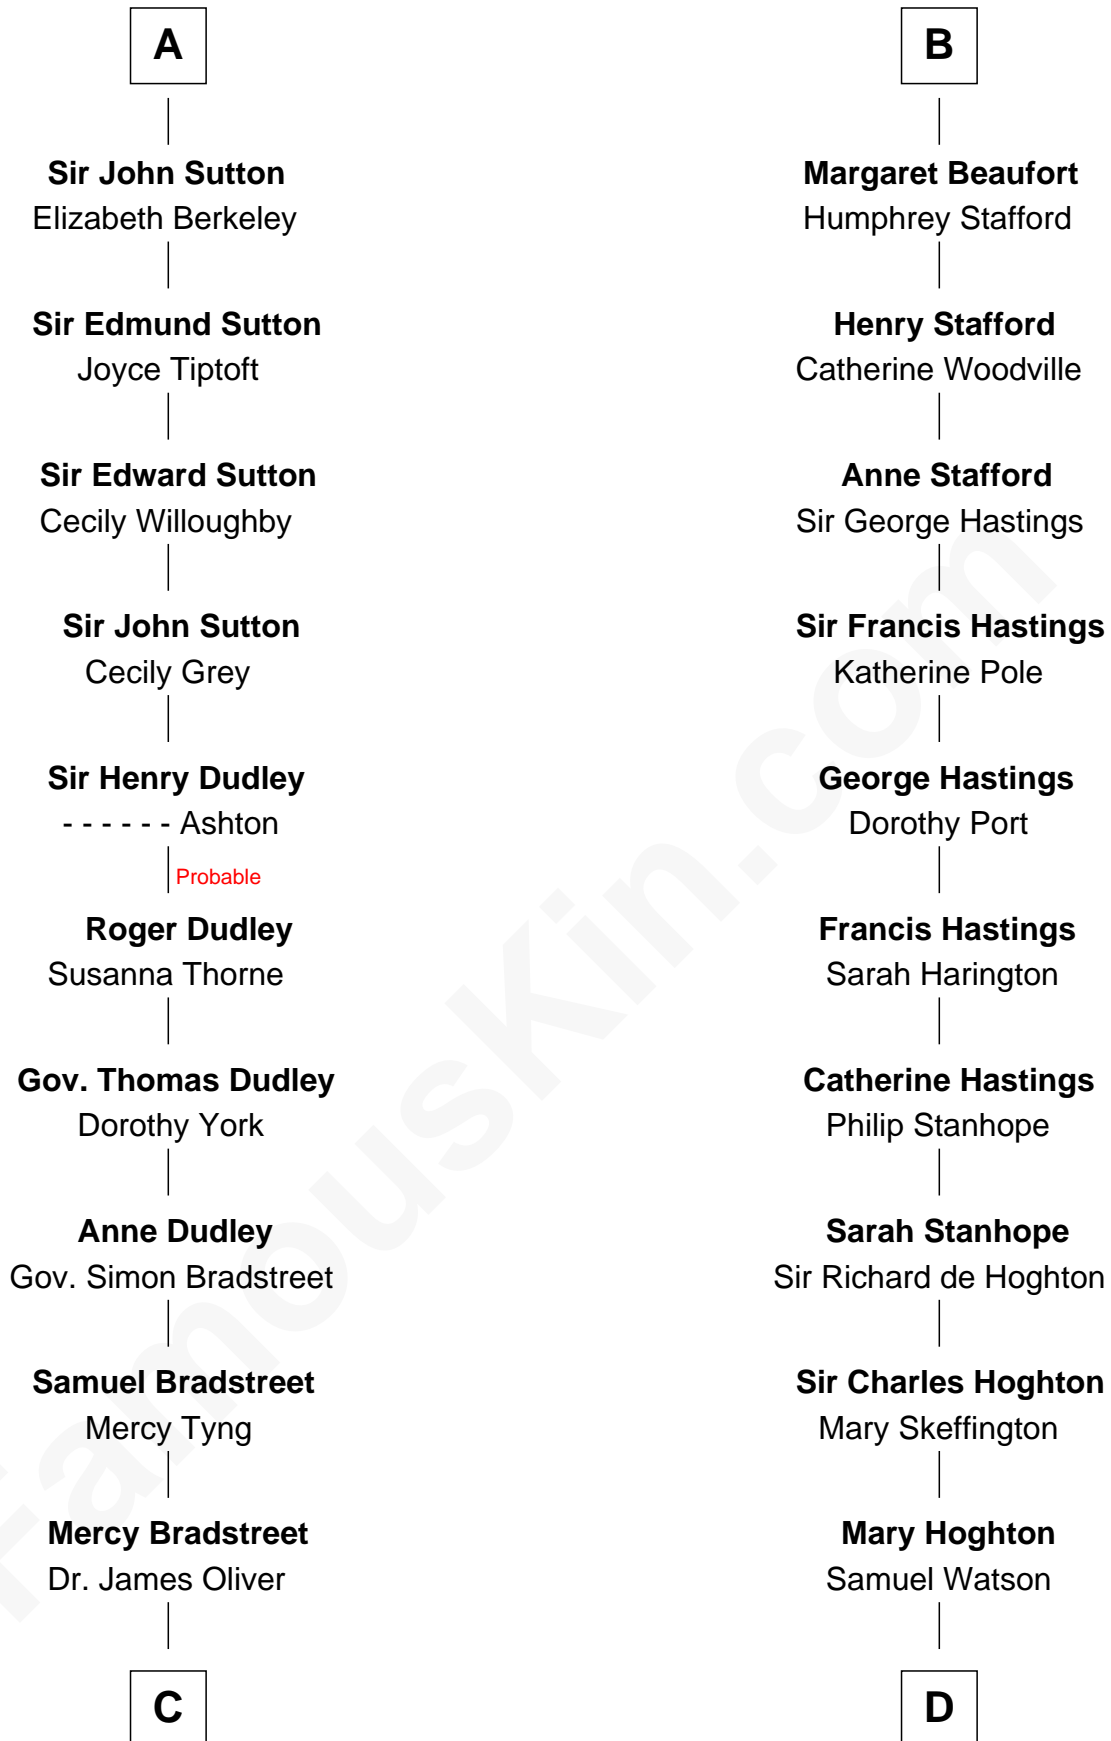 A
Sir John Sutton
Elizabeth Berkeley
Sir Edmund Sutton
Joyce Tiptoft
Sir Edward Sutton
Cecily Willoughby
Sir John Sutton
Cecily Grey
Sir Henry Dudley
- - - - - - Ashton
Probable
Roger Dudley
Susanna Thorne
Gov. Thomas Dudley
Dorothy York
Anne Dudley
Gov. Simon Bradstreet
Samuel Bradstreet
Mercy Tyng
Mercy Bradstreet
Dr. James Oliver
C
B
Margaret Beaufort
Humphrey Stafford
Henry Stafford
Catherine Woodville
Anne Stafford
Sir George Hastings
Sir Francis Hastings
Katherine Pole
George Hastings
Dorothy Port
Francis Hastings
Sarah Harington
Catherine Hastings
Philip Stanhope
Sarah Stanhope
Sir Richard de Hoghton
Sir Charles Hoghton
Mary Skeffington
Mary Hoghton
Samuel Watson
D
FamousKin.com